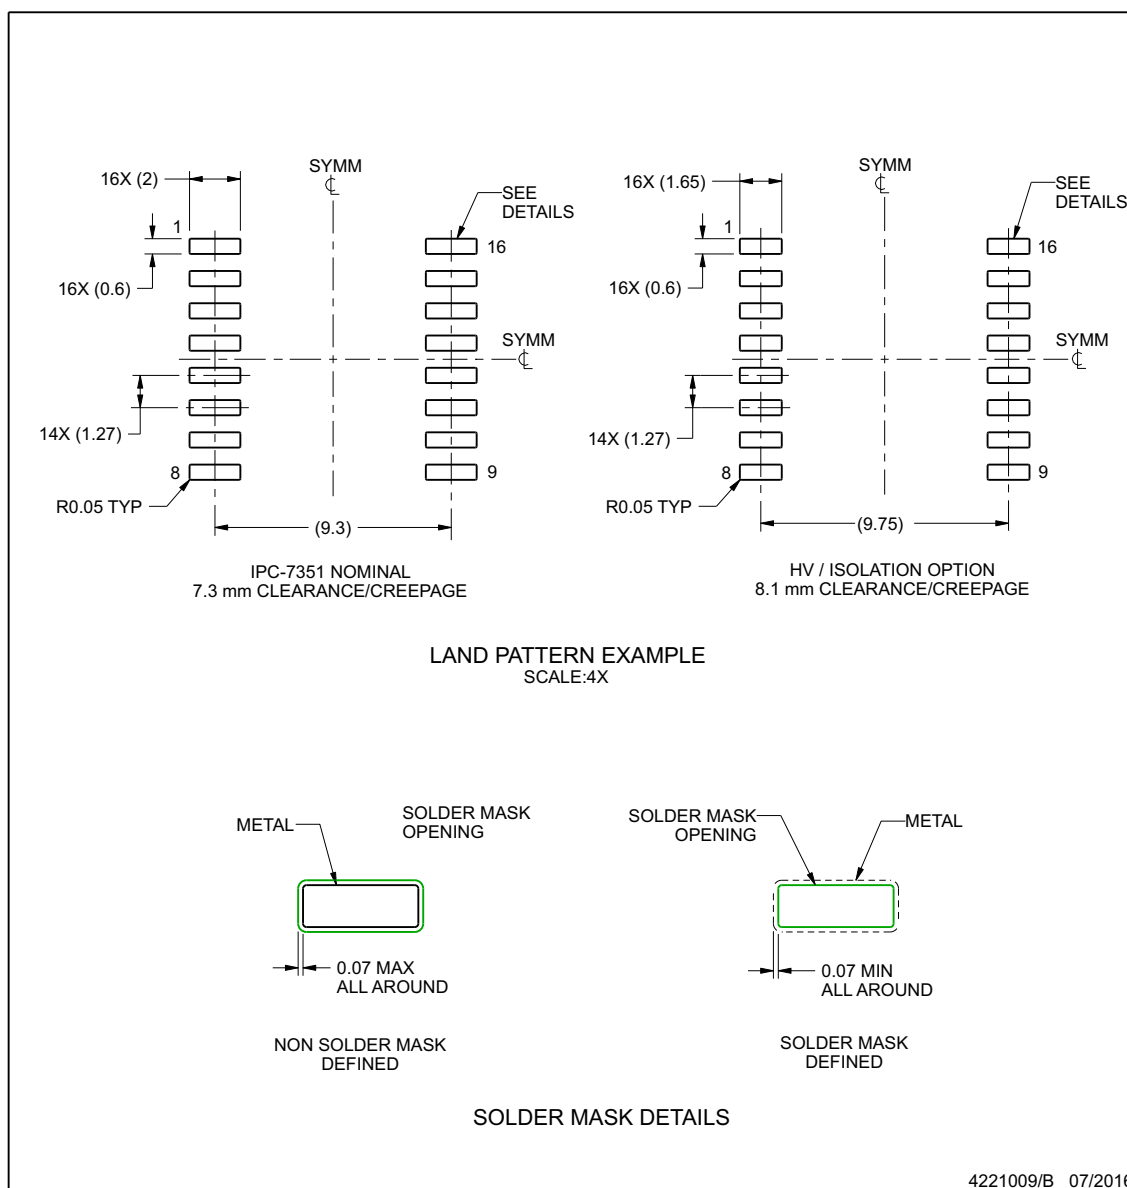 SYMM
℄
16X (2)
SEE
DETAILS
1
16
16X (0.6)
SYMM
℄
14X (1.27)
8
9
R0.05 TYP
(9.3)
IPC-7351 NOMINAL
7.3 mm CLEARANCE/CREEPAGE
SYMM
℄
16X (1.65)
SEE
DETAILS
1
16
16X (0.6)
SYMM
℄
14X (1.27)
8
9
R0.05 TYP
(9.75)
HV / ISOLATION OPTION
8.1 mm CLEARANCE/CREEPAGE
LAND PATTERN EXAMPLE
SCALE:4X
METAL
SOLDER MASK
OPENING
0.07 MAX
ALL AROUND
NON SOLDER MASK
DEFINED
SOLDER MASK
OPENING
METAL
0.07 MIN
ALL AROUND
SOLDER MASK
DEFINED
SOLDER MASK DETAILS
4221009/B 07/2016